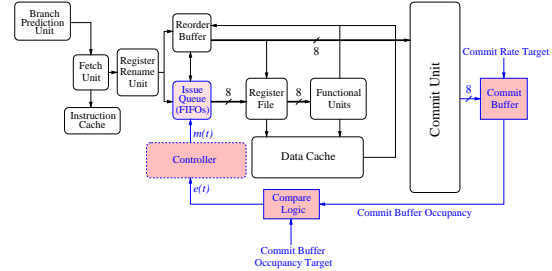 Branch
Prediction
Unit
Fetch
Unit
Instruction
Cache
Register
Rename
Unit
Reorder
Buffer
Issue
Queue
(FIFOs)
8
Register
File
8
Functional
Units
8
Data Cache
Commit Unit
Commit Rate Target
8
Commit
Buffer
m(t)
Controller
e(t)
Compare
Logic
Commit Buffer Occupancy
Commit Buffer
Occupancy Target